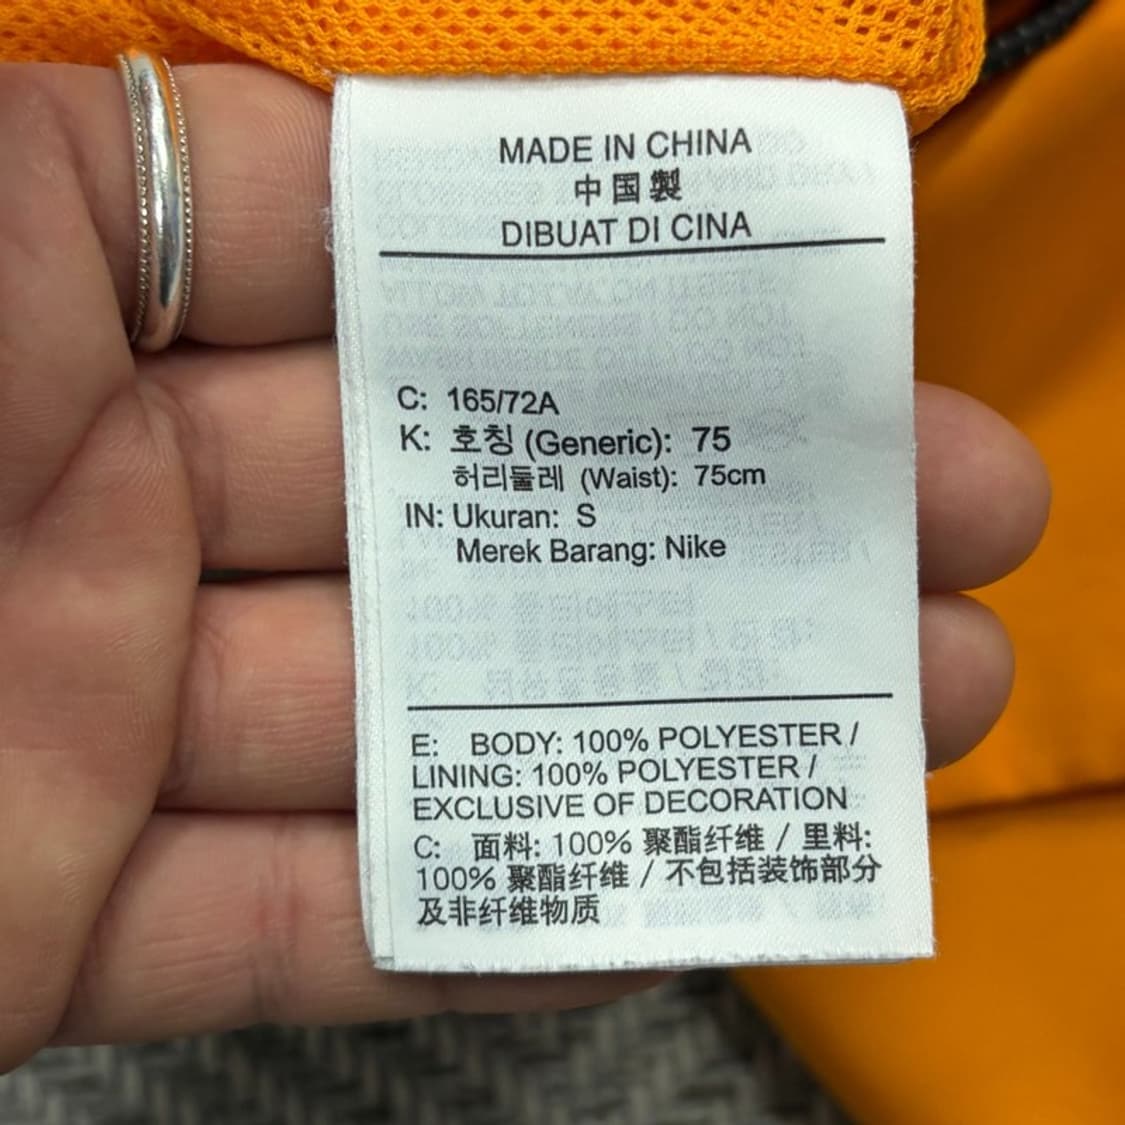 MADE IN CHINA
中国製
DIBUAT DI CINA
C: 165/72A
K: 호칭 (Generic): 75
허리둘레 (Waist): 75cm
IN: Ukuran: S
Merek Barang: Nike
E: BODY: 100% POLYESTER /
LINING: 100% POLYESTER /
EXCLUSIVE OF DECORATION
C: 面料: 100% 聚酯纤维 / 里料:
100% 聚酯纤维 / 不包括装饰部分
及非纤维物质